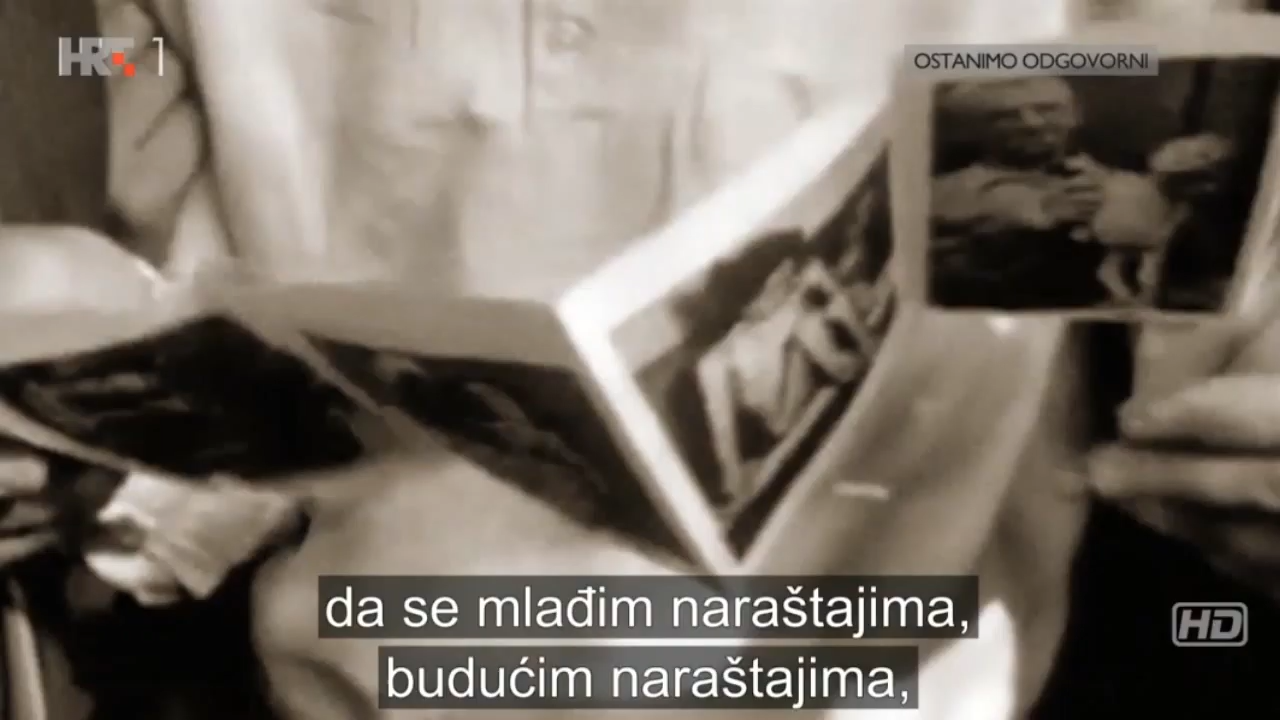 HRT 1
OSTANIMO ODGOVORNI
da se mlađim naraštajima,
budućim naraštajima,
HD